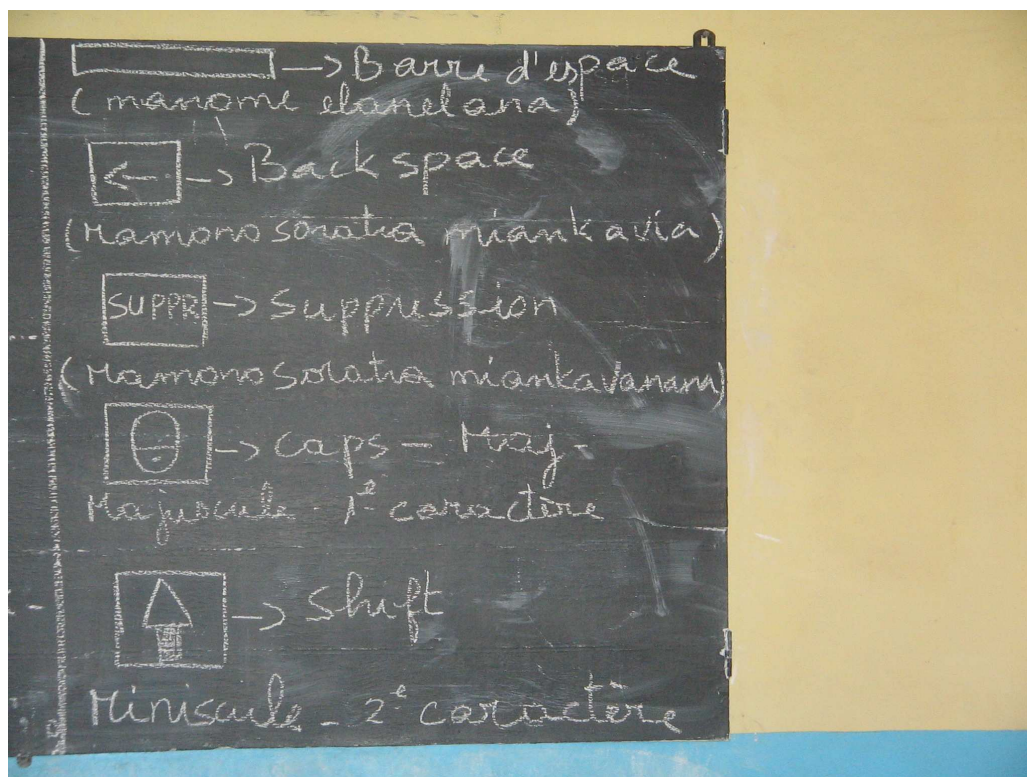 → Barre d'espace
(manome elanelana)
← → Back space
(Mamono soratra miankavia)
SUPPR → Suppression
(Mamono soratra miankavanana)
→ Caps - Maj.
Majuscule - 1e caractère
→ Shift
Miniscule - 2e caractère